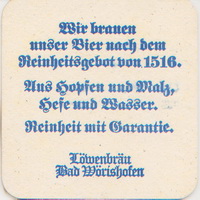 Wir brauen
unser Bier nach dem
Reinheitsgebot von 1516.
Aus Hopfen und Malz,
Hefe und Wasser.
Reinheit mit Garantie.
Löwenbräu
Bad Wörishofen